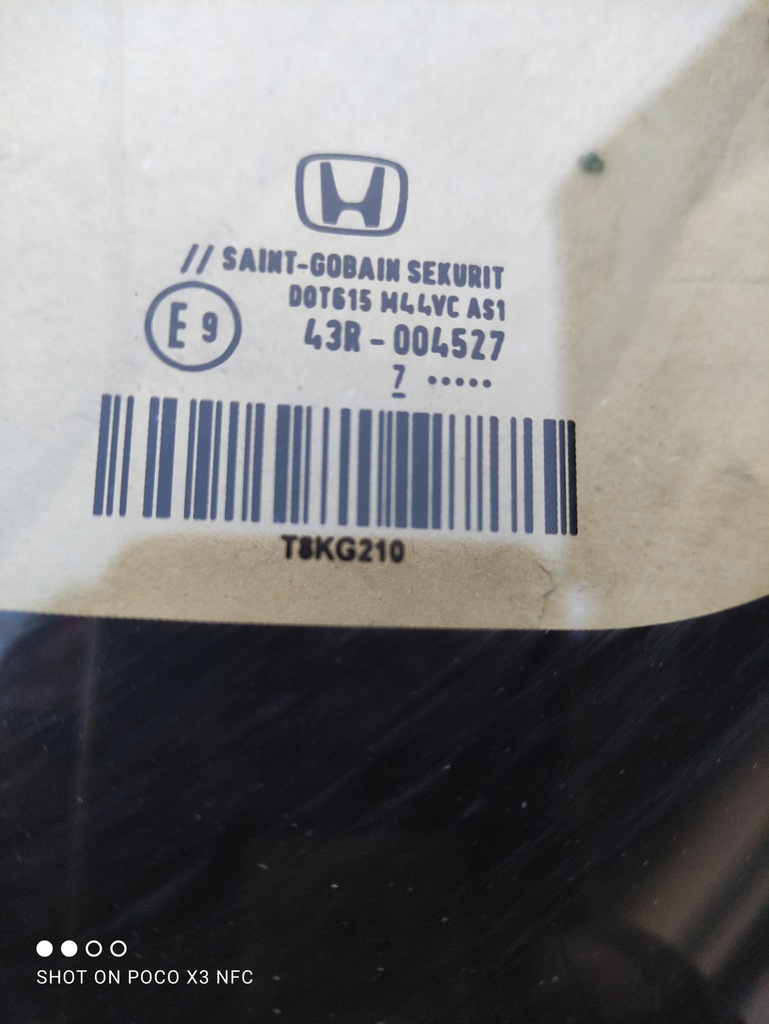 // SAINT-GOBAIN SEKURIT
DOT615 M44VC AS1
E 9
43R - 004527
7 •••••
T8KG210
SHOT ON POCO X3 NFC